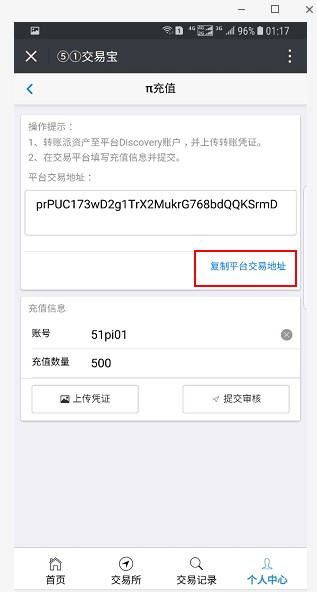 4G 2G 3G 96% 01:17
⑤①交易宝
π充值
操作提示：
1、转账派资产至平台Discovery账户，并上传转账凭证。
2、在交易平台填写充值信息并提交。
平台交易地址：
prPUC173wD2g1TrX2MukrG768bdQQKSrmD
复制平台交易地址
充值信息
账号 51pi01
充值数量 500
上传凭证 提交审核
首页 交易所 交易记录 个人中心